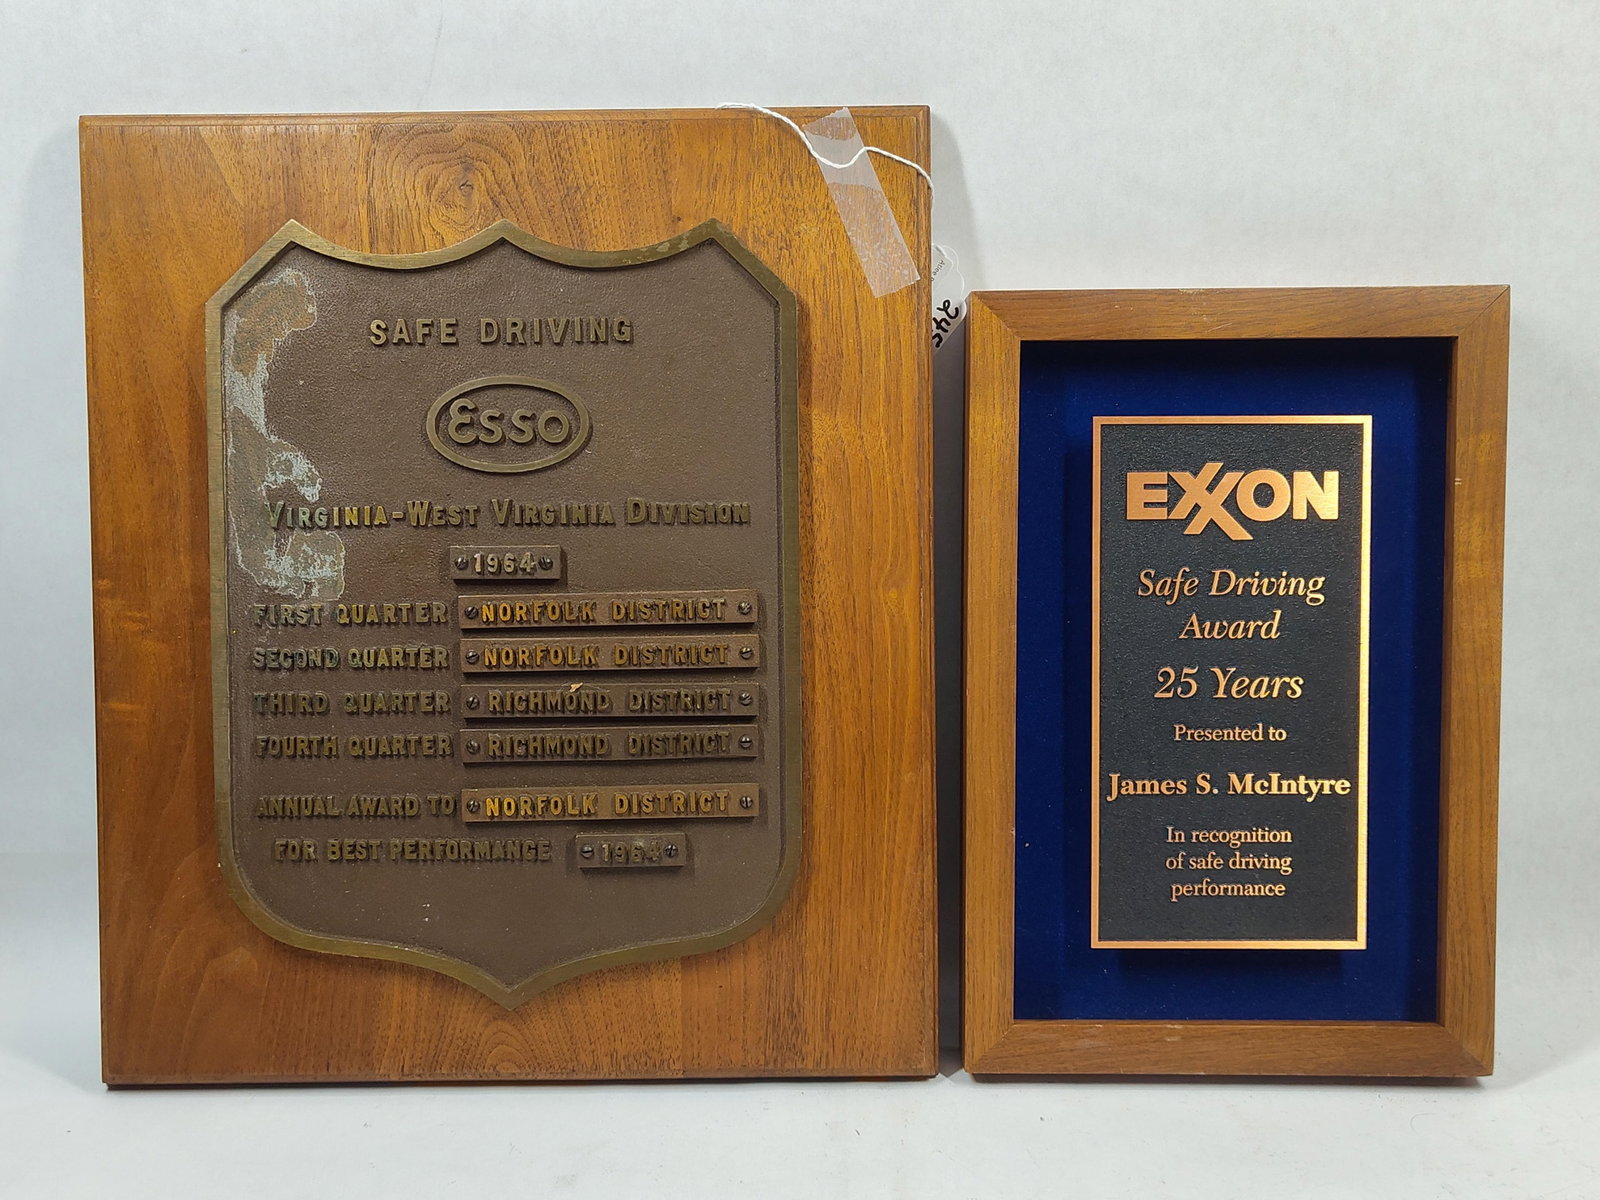 SAFE DRIVING
Esso
VIRGINIA-WEST VIRGINIA DIVISION
1964
FIRST QUARTER NORFOLK DISTRICT
SECOND QUARTER NORFOLK DISTRICT
THIRD QUARTER RICHMOND DISTRICT
FOURTH QUARTER RICHMOND DISTRICT
ANNUAL AWARD TO NORFOLK DISTRICT
FOR BEST PERFORMANCE 1964
245
EXXON
Safe Driving
Award
25 Years
Presented to
James S. McIntyre
In recognition
of safe driving
performance